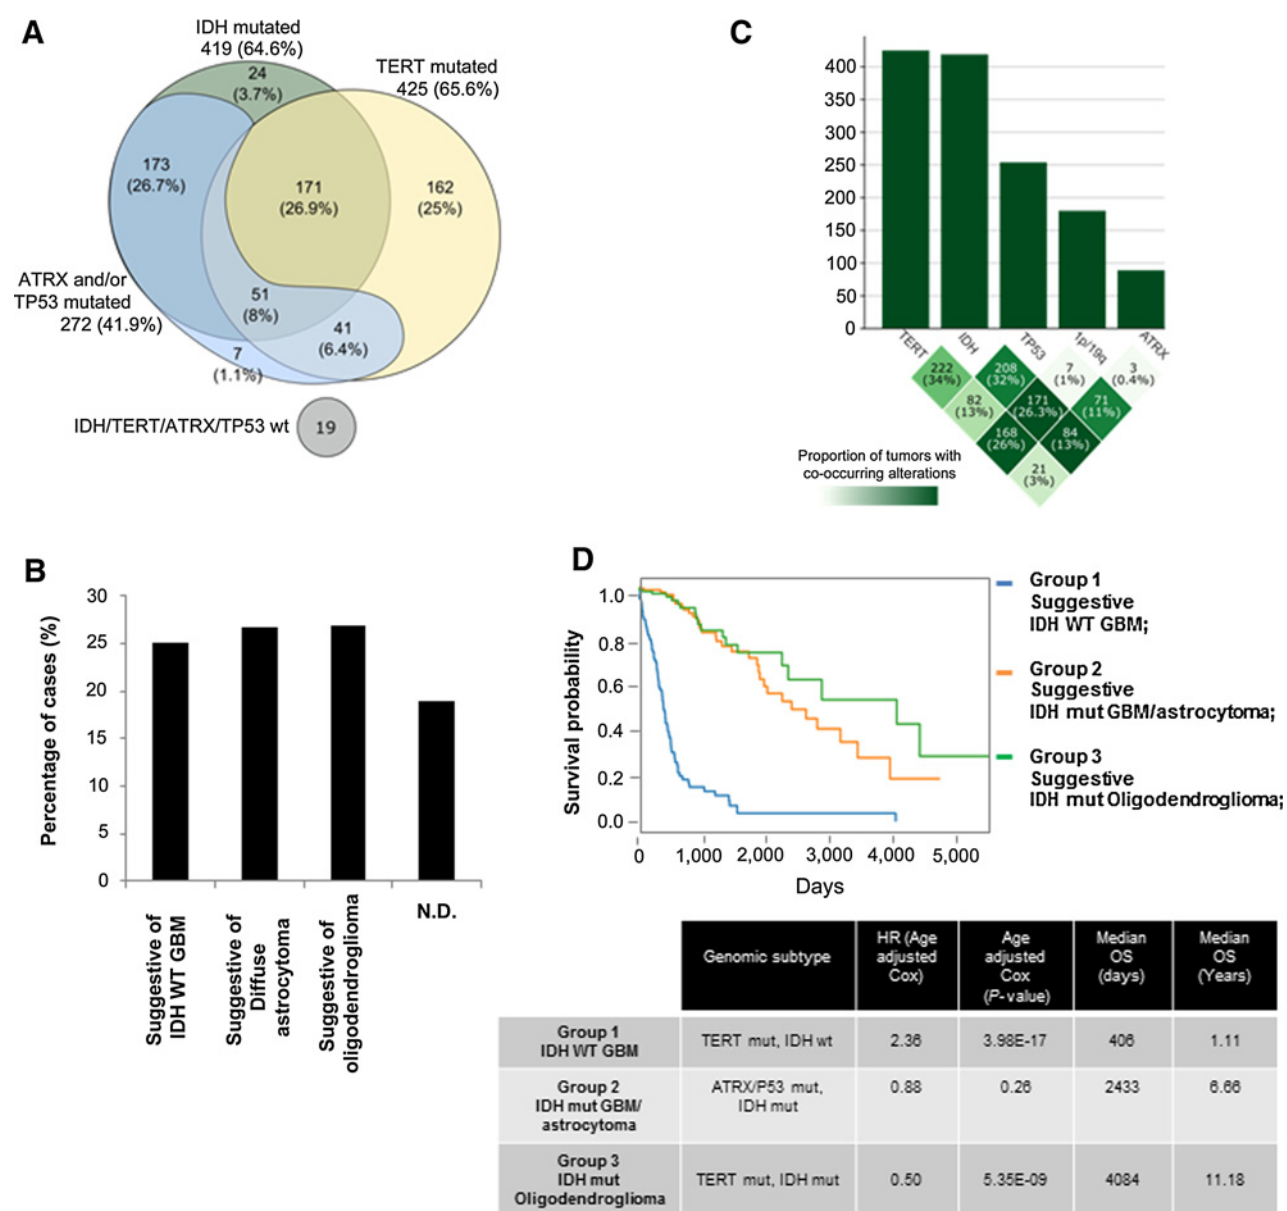 A
IDH mutated
419 (64.6%)
24
(3.7%)
TERT mutated
425 (65.6%)
173
(26.7%)
171
(26.9%)
162
(25%)
ATRX and/or
TP53 mutated
272 (41.9%)
51
(8%)
41
(6.4%)
7
(1.1%)
IDH/TERT/ATRX/TP53 wt
19
C
400
350
300
250
200
150
100
50
0
TERT
IDH
TP53
1p/19q
ATRX
222
(34%)
208
(32%)
7
(1%)
3
(0.4%)
82
(13%)
171
(26.3%)
71
(11%)
168
(26%)
84
(13%)
21
(3%)
Proportion of tumors with
co-occurring alterations
B
Percentage of cases (%)
30
25
20
15
10
5
0
Suggestive of
IDH WT GBM
Suggestive of
Diffuse
astrocytoma
Suggestive of
oligodendroglioma
N.D.
D
Survival probability
1.0
0.8
0.6
0.4
0.2
0.0
0
1,000
2,000
3,000
4,000
5,000
Days
Group 1
Suggestive
IDH WT GBM;
Group 2
Suggestive
IDH mut GBM/astrocytoma;
Group 3
Suggestive
IDH mut Oligodendroglioma;
Genomic subtype
HR (Age
adjusted
Cox)
Age
adjusted
Cox
(P-value)
Median
OS
(days)
Median
OS
(Years)
Group 1
IDH WT GBM
TERT mut, IDH wt
2.36
3.98E-17
406
1.11
Group 2
IDH mut GBM/
astrocytoma
ATRX/P53 mut,
IDH mut
0.88
0.26
2433
6.66
Group 3
IDH mut
Oligodendroglioma
TERT mut, IDH mut
0.50
5.35E-09
4084
11.18